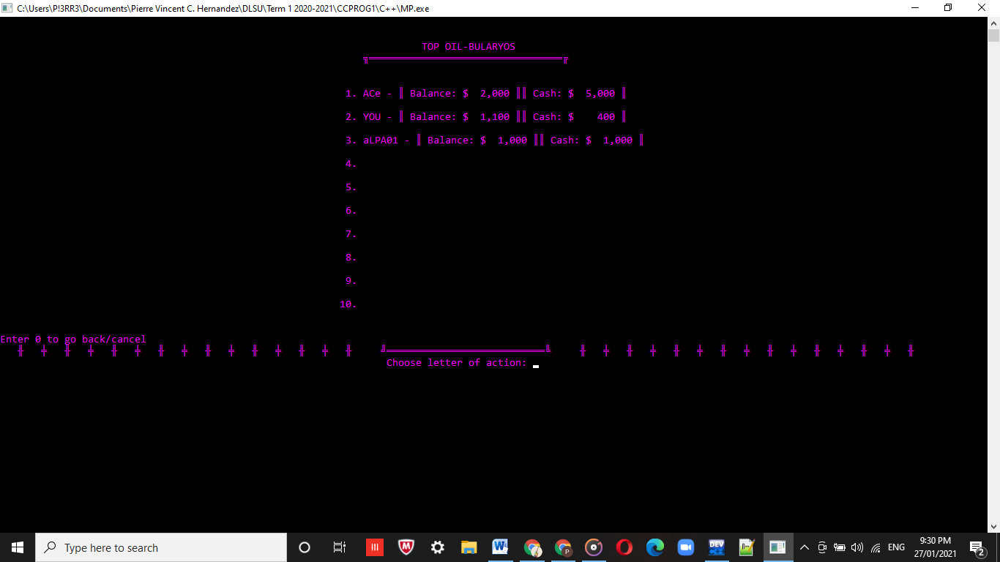 C:\Users\P!3RR3\Documents\Pierre Vincent C. Hernandez\DLSU\Term 1 2020-2021\CCPROG1\C++\MP.exe
TOP OIL-BULARYOS
1. ACe - ║ Balance: $  2,000 ║║ Cash: $  5,000 ║
2. YOU - ║ Balance: $  1,100 ║║ Cash: $    400 ║
3. aLPA01 - ║ Balance: $  1,000 ║║ Cash: $  1,000 ║
4.
5.
6.
7.
8.
9.
10.
Enter 0 to go back/cancel
Choose letter of action:
Type here to search
W
P
DEV
ENG
9:30 PM
27/01/2021
2